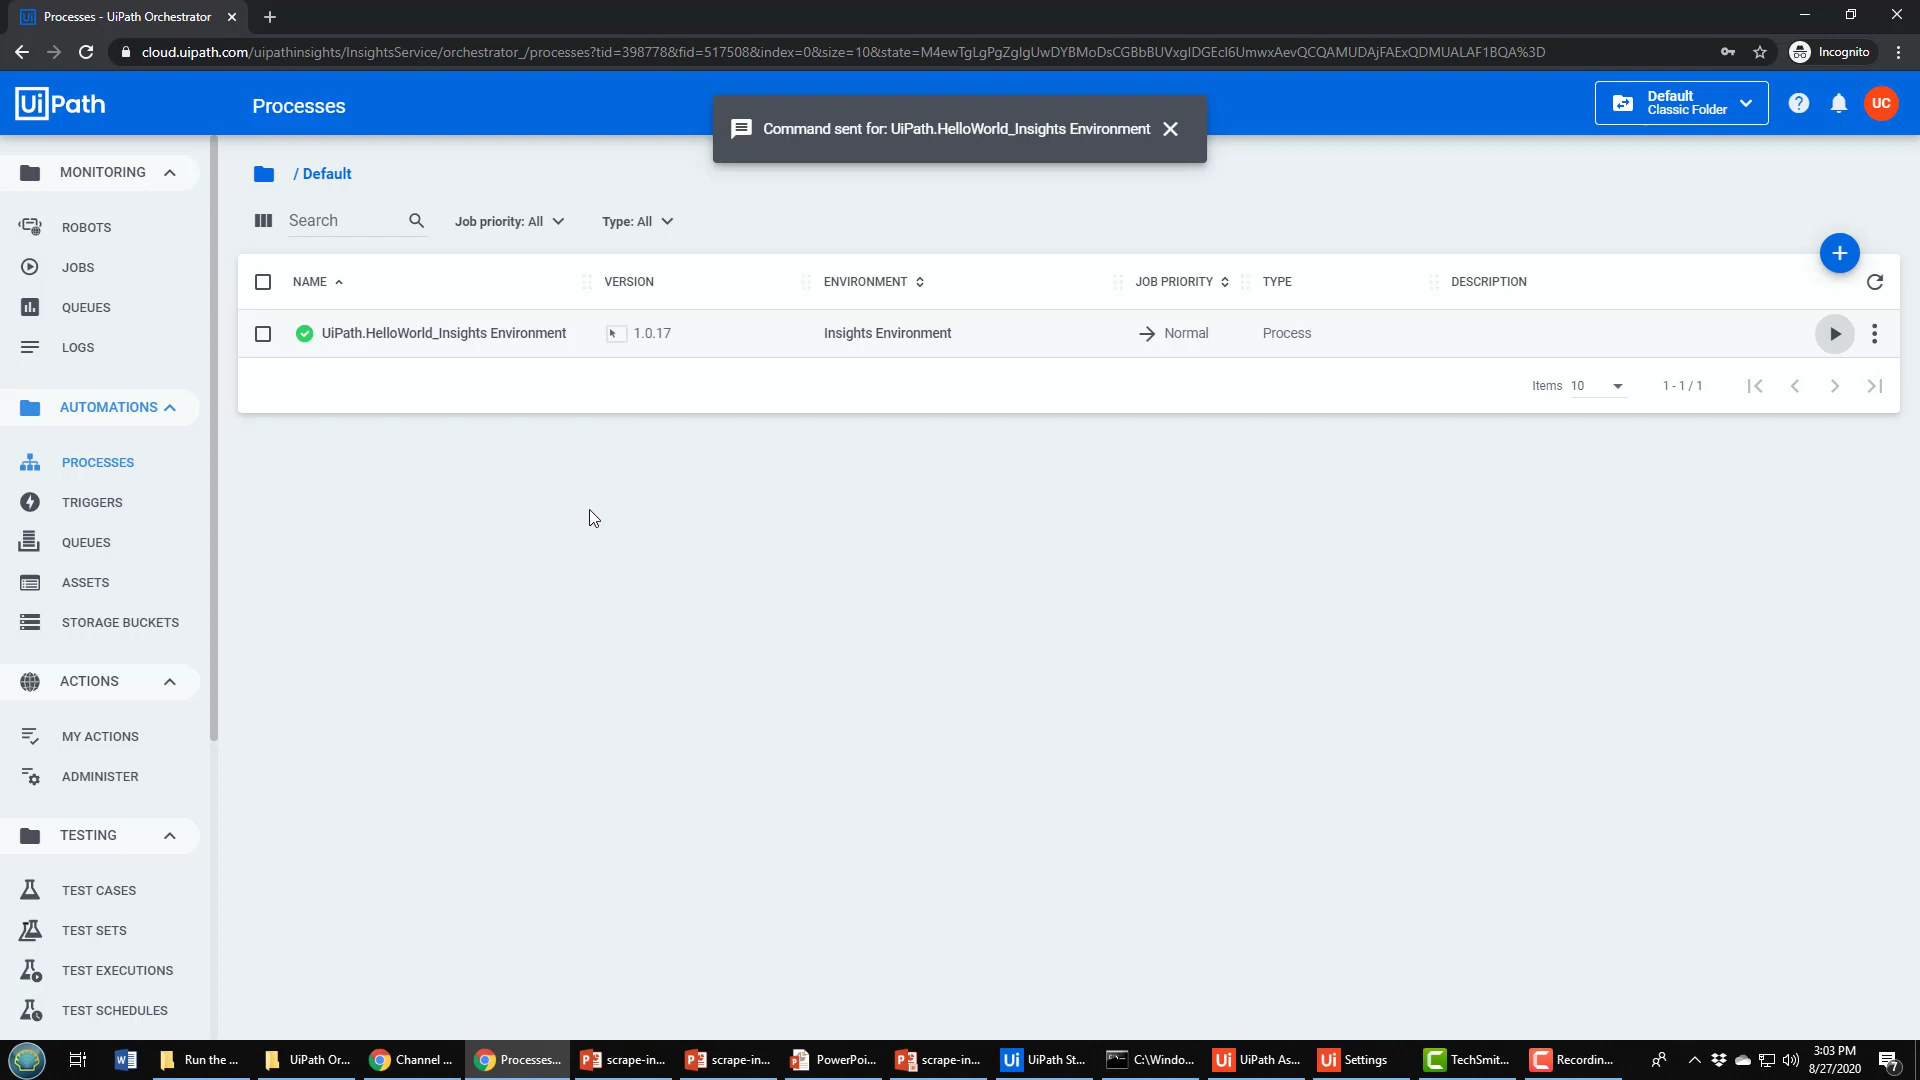 Processes - UiPath Orchestrator
cloud.uipath.com/uipathinsights/InsightsService/orchestrator_/processes?tid=398778&fid=517508&index=0&size=10&state=M4ewTgLgPgZglgUwDYBMoDsCGBbBUVxgIDGEcl6UmwxAevQCQAMUDAjFAExQDMUALAF1BQA%3D
Incognito
UiPath
Processes
Command sent for: UiPath.HelloWorld_Insights Environment
Default
Classic Folder
UC
MONITORING
ROBOTS
JOBS
QUEUES
LOGS
AUTOMATIONS
PROCESSES
TRIGGERS
QUEUES
ASSETS
STORAGE BUCKETS
ACTIONS
MY ACTIONS
ADMINISTER
TESTING
TEST CASES
TEST SETS
TEST EXECUTIONS
TEST SCHEDULES
/ Default
Search
Job priority: All
Type: All
NAME
VERSION
ENVIRONMENT
JOB PRIORITY
TYPE
DESCRIPTION
UiPath.HelloWorld_Insights Environment
1.0.17
Insights Environment
Normal
Process
Items 10
1 - 1 / 1
Run the ...
UiPath Or...
Channel ...
Processes...
scrape-in...
scrape-in...
PowerPoi...
scrape-in...
UiPath St...
C:\Windo...
UiPath As...
Settings
TechSmit...
Recordin...
3:03 PM
8/27/2020
7